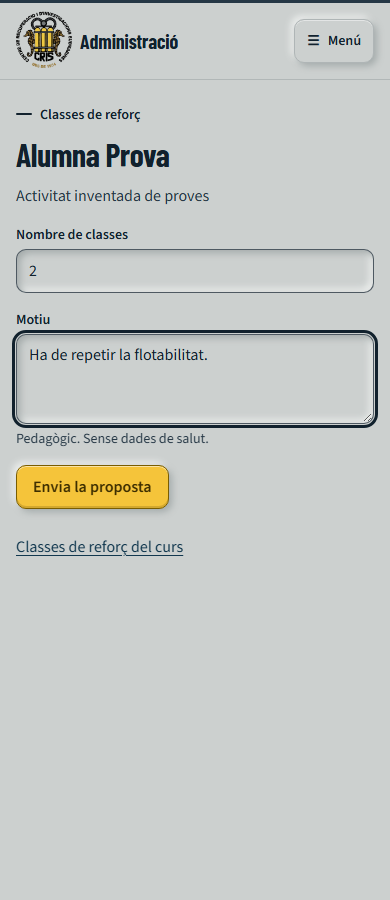 CRIS
Administració
☰ Menú
Classes de reforç
Alumna Prova
Activitat inventada de proves
Nombre de classes
2
Motiu
Ha de repetir la flotabilitat.
Pedagògic. Sense dades de salut.
Envia la proposta
Classes de reforç del curs